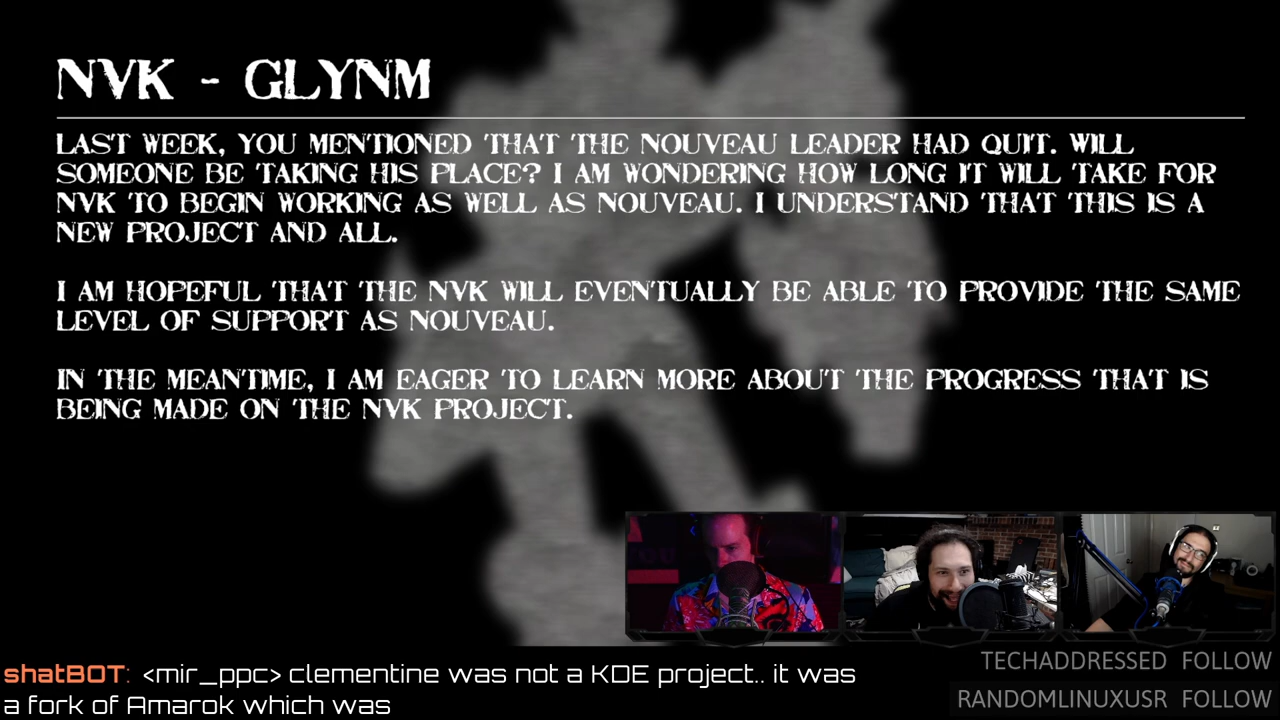 NVK - GLYNM
LAST WEEK, YOU MENTIONED THAT THE NOUVEAU LEADER HAD QUIT. WILL
SOMEONE BE TAKING HIS PLACE? I AM WONDERING HOW LONG IT WILL TAKE FOR
NVK TO BEGIN WORKING AS WELL AS NOUVEAU. I UNDERSTAND THAT THIS IS A
NEW PROJECT AND ALL.
I AM HOPEFUL THAT THE NVK WILL EVENTUALLY BE ABLE TO PROVIDE THE SAME
LEVEL OF SUPPORT AS NOUVEAU.
IN THE MEANTIME, I AM EAGER TO LEARN MORE ABOUT THE PROGRESS THAT IS
BEING MADE ON THE NVK PROJECT.
shatBOT: <mir_ppc> clementine was not a KDE project.. it was
a fork of Amarok which was
TECHADDRESSED FOLLOW
RANDOMLINUXUSR FOLLOW